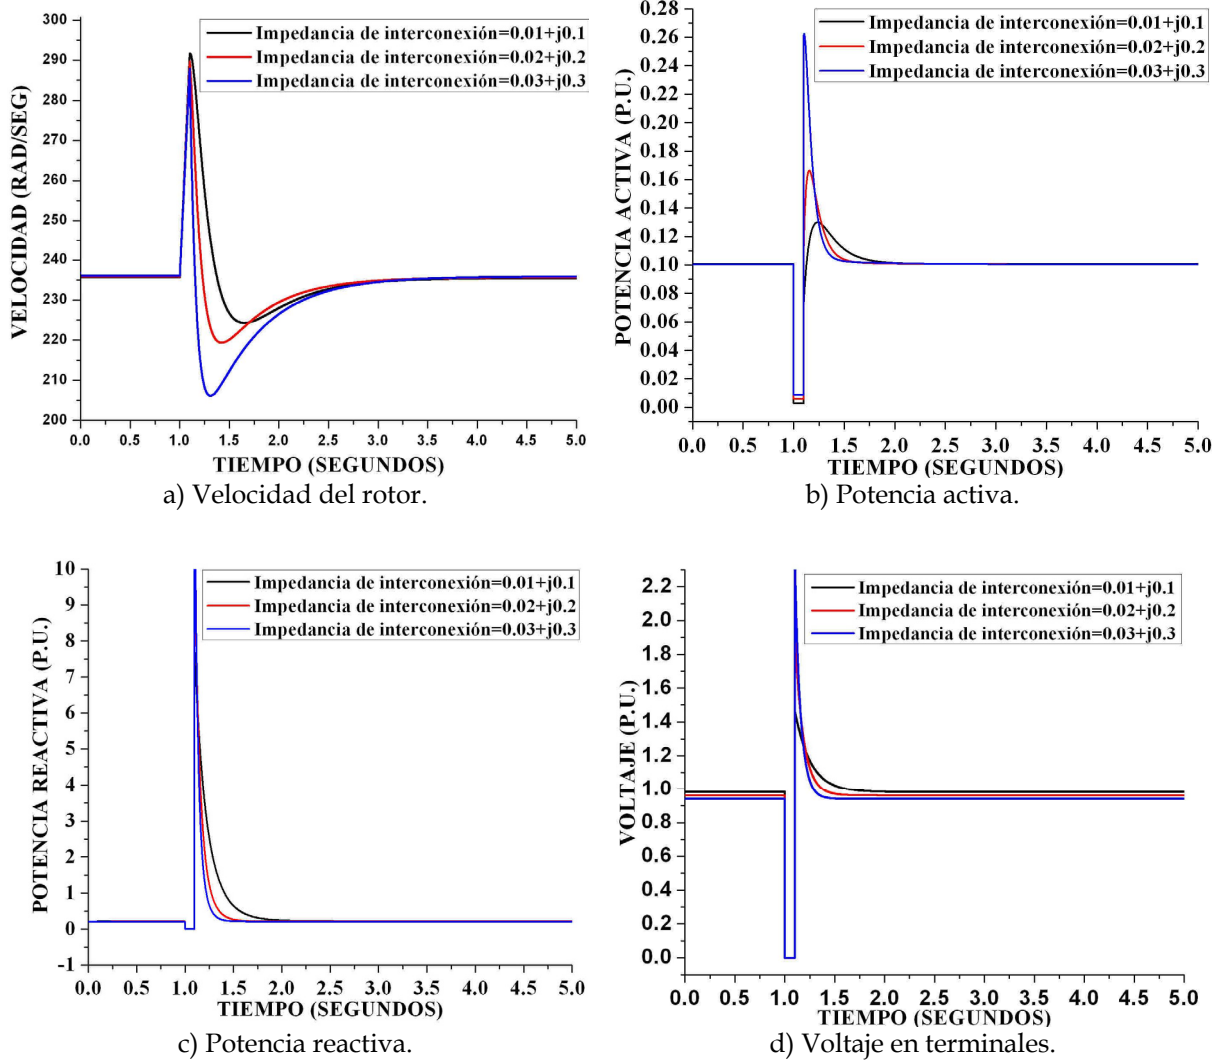 300
290
285
260
250
240
230
220
210
200
VELOCIDAD (RAD/SEG)
Impedancia de interconexión=0.01+j0.1
Impedancia de interconexión=0.02+j0.2
Impedancia de interconexión=0.03+j0.3
0.0 0.5 1.0 1.5 2.0 2.5 3.0 3.5 4.0 4.5 5.0
TIEMPO (SEGUNDOS)
a) Velocidad del rotor.
0.28
0.26
0.24
0.22
0.20
0.18
0.16
0.14
0.12
0.10
0.08
0.06
0.04
0.02
0.00
POTENCIA ACTIVA (P.U.)
Impedancia de interconexión=0.01+j0.1
Impedancia de interconexión=0.02+j0.2
Impedancia de interconexión=0.03+j0.3
0.0 0.5 1.0 1.5 2.0 2.5 3.0 3.5 4.0 4.5 5.0
TIEMPO (SEGUNDOS)
b) Potencia activa.
10
9
8
7
6
5
4
3
2
1
0
-1
POTENCIA REACTIVA (P.U.)
Impedancia de interconexión=0.01+j0.1
Impedancia de interconexión=0.02+j0.2
Impedancia de interconexión=0.03+j0.3
0.0 0.5 1.0 1.5 2.0 2.5 3.0 3.5 4.0 4.5 5.0
TIEMPO (SEGUNDOS)
c) Potencia reactiva.
2.2
2.0
1.8
1.6
1.4
1.2
1.0
0.8
0.6
0.4
0.2
0.0
VOLTAJE (P.U.)
Impedancia de interconexión=0.01+j0.1
Impedancia de interconexión=0.02+j0.2
Impedancia de interconexión=0.03+j0.3
0.0 0.5 1.0 1.5 2.0 2.5 3.0 3.5 4.0 4.5 5.0
TIEMPO (SEGUNDOS)
d) Voltaje en terminales.